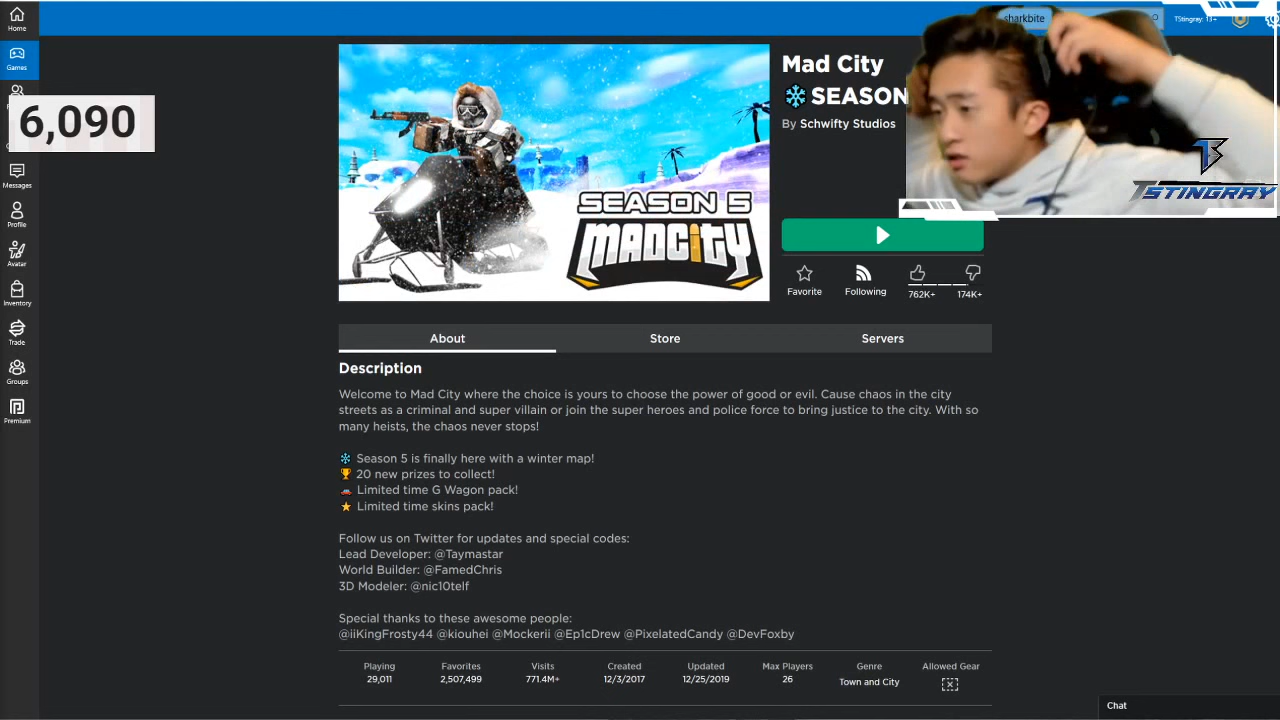 Home
Games
6,090
Messages
Profile
Avatar
Inventory
Trade
Groups
Premium
sharkbite
TStingray: 13+
SEASON 5
MADCITY
Mad City
❄️SEASON
By Schwifty Studios
TS
TSTINGRAY
Favorite
Following
762K+
174K+
About
Store
Servers
Description
Welcome to Mad City where the choice is yours to choose the power of good or evil. Cause chaos in the city
streets as a criminal and super villain or join the super heroes and police force to bring justice to the city. With so
many heists, the chaos never stops!
❄️ Season 5 is finally here with a winter map!
🏆 20 new prizes to collect!
🚗 Limited time G Wagon pack!
⭐ Limited time skins pack!
Follow us on Twitter for updates and special codes:
Lead Developer: @Taymastar
World Builder: @FamedChris
3D Modeler: @nic10telf
Special thanks to these awesome people:
@iiKingFrosty44 @kiouhei @Mockerii @Ep1cDrew @PixelatedCandy @DevFoxby
Playing
29,011
Favorites
2,507,499
Visits
771.4M+
Created
12/3/2017
Updated
12/25/2019
Max Players
26
Genre
Town and City
Allowed Gear
Chat